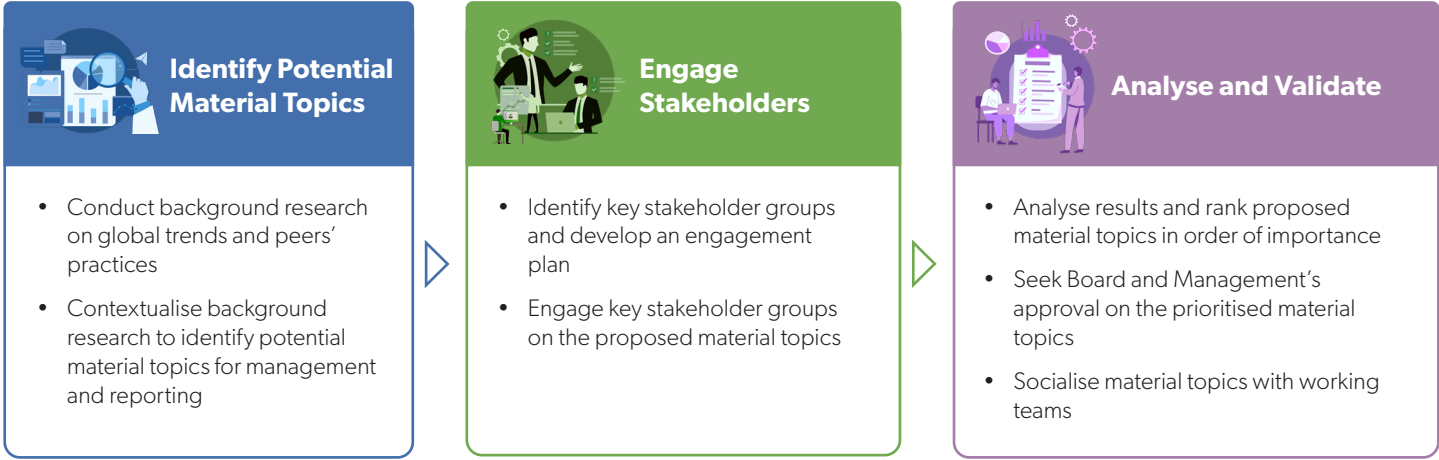 Identify Potential
Material Topics
• Conduct background research
on global trends and peers’
practices
• Contextualise background
research to identify potential
material topics for management
and reporting
Engage
Stakeholders
• Identify key stakeholder groups
and develop an engagement
plan
• Engage key stakeholder groups
on the proposed material topics
Analyse and Validate
• Analyse results and rank proposed
material topics in order of importance
• Seek Board and Management’s
approval on the prioritised material
topics
• Socialise material topics with working
teams